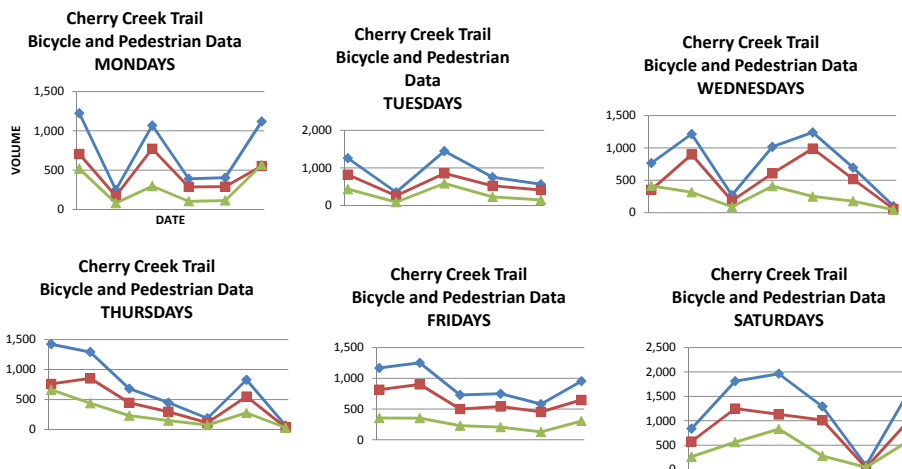 Cherry Creek Trail
Bicycle and Pedestrian Data
MONDAYS
1,500
1,000
500
0
VOLUME
DATE
Cherry Creek Trail
Bicycle and Pedestrian
Data
TUESDAYS
2,000
1,000
0
Cherry Creek Trail
Bicycle and Pedestrian Data
WEDNESDAYS
1,500
1,000
500
0
Cherry Creek Trail
Bicycle and Pedestrian Data
THURSDAYS
1,500
1,000
500
0
Cherry Creek Trail
Bicycle and Pedestrian Data
FRIDAYS
1,500
1,000
500
0
Cherry Creek Trail
Bicycle and Pedestrian Data
SATURDAYS
2,500
2,000
1,500
1,000
500
0